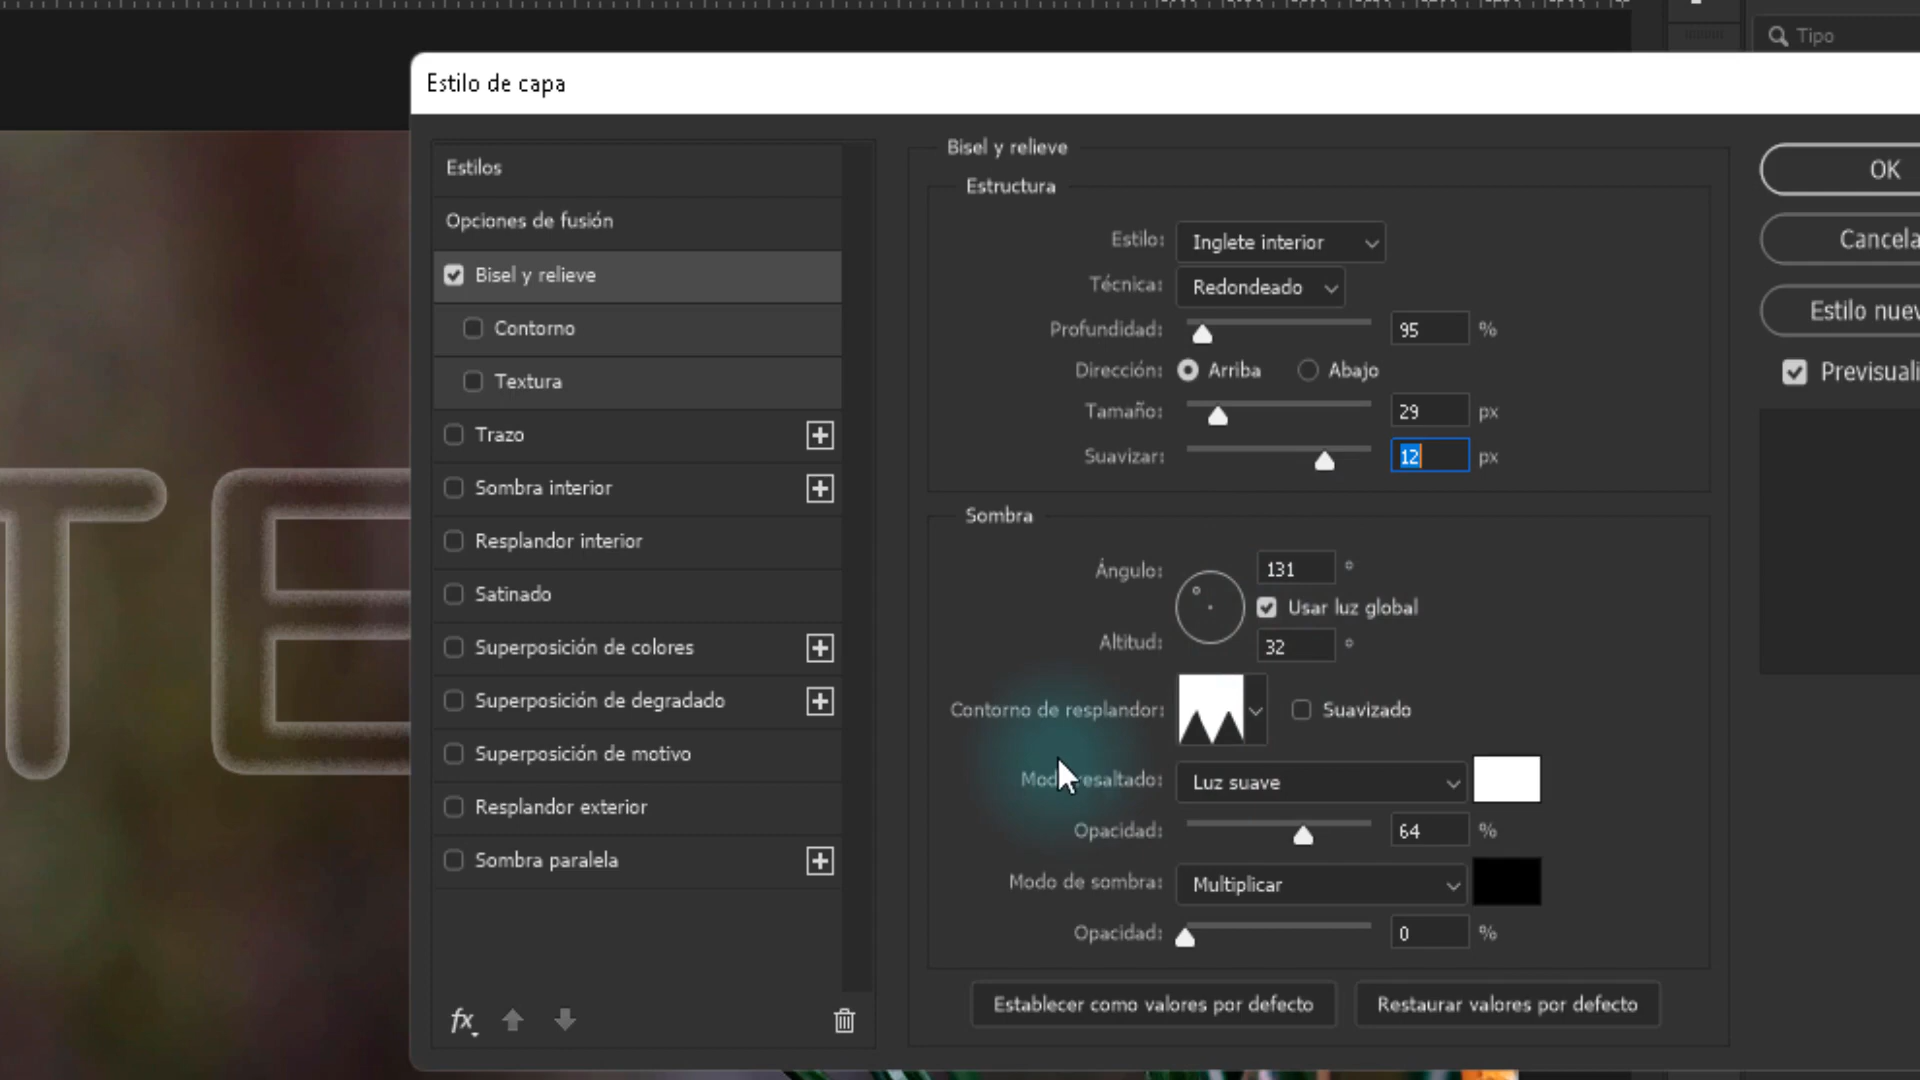 Tipo
Estilo de capa
Estilos
Opciones de fusión
Bisel y relieve
Contorno
Textura
Trazo
Sombra interior
Resplandor interior
Satinado
Superposición de colores
Superposición de degradado
Superposición de motivo
Resplandor exterior
Sombra paralela
fx
Bisel y relieve
Estructura
Estilo: Inglete interior
Técnica: Redondeado
Profundidad: 95 %
Dirección: Arriba Abajo
Tamaño: 29 px
Suavizar: 12 px
Sombra
Ángulo: 131 °
Usar luz global
Altitud: 32 °
Contorno de resplandor: Suavizado
Mod resaltado: Luz suave
Opacidad: 64 %
Modo de sombra: Multiplicar
Opacidad: 0 %
Establecer como valores por defecto Restaurar valores por defecto
OK
Cancela
Estilo nuev
Previsuali
TE